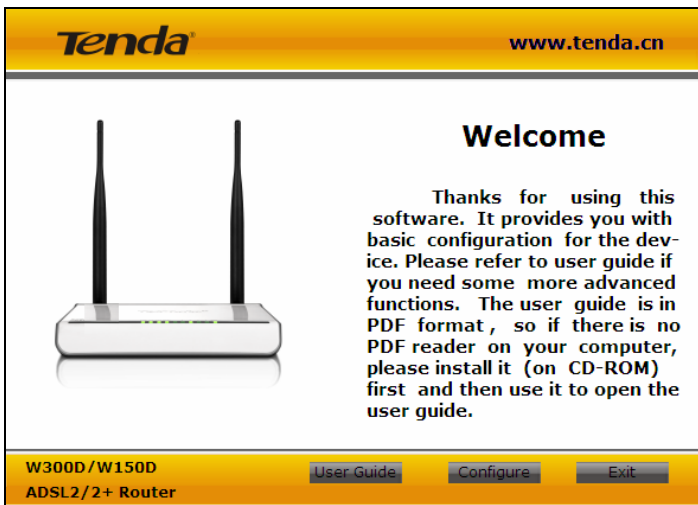 Tenda®
www.tenda.cn
Welcome
Thanks for using this
software. It provides you with
basic configuration for the dev-
ice. Please refer to user guide if
you need some more advanced
functions. The user guide is in
PDF format , so if there is no
PDF reader on your computer,
please install it (on CD-ROM)
first and then use it to open the
user guide.
W300D/W150D
ADSL2/2+ Router
User Guide
Configure
Exit